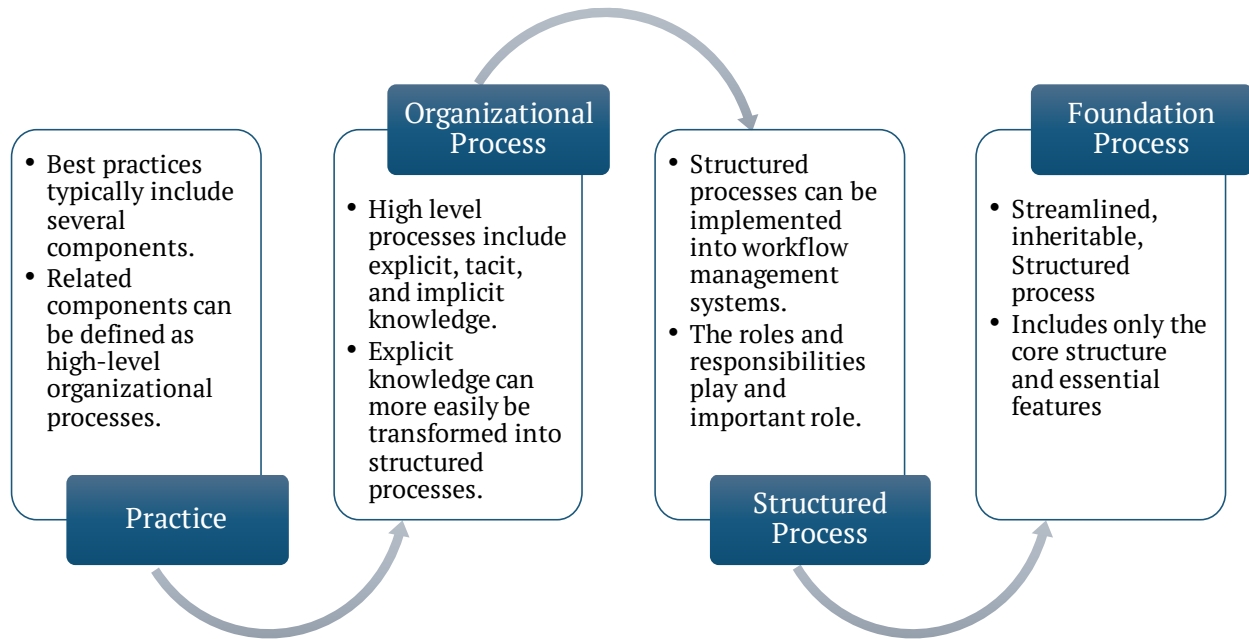 • Best practices
typically include
several
components.
• Related
components can
be defined as
high-level
organizational
processes.
Practice
Organizational
Process
• High level
processes include
explicit, tacit,
and implicit
knowledge.
• Explicit
knowledge can
more easily be
transformed into
structured
processes.
• Structured
processes can be
implemented
into workflow
management
systems.
• The roles and
responsibilities
play and
important role.
Structured
Process
Foundation
Process
• Streamlined,
inheritable,
Structured
process
• Includes only the
core structure
and essential
features